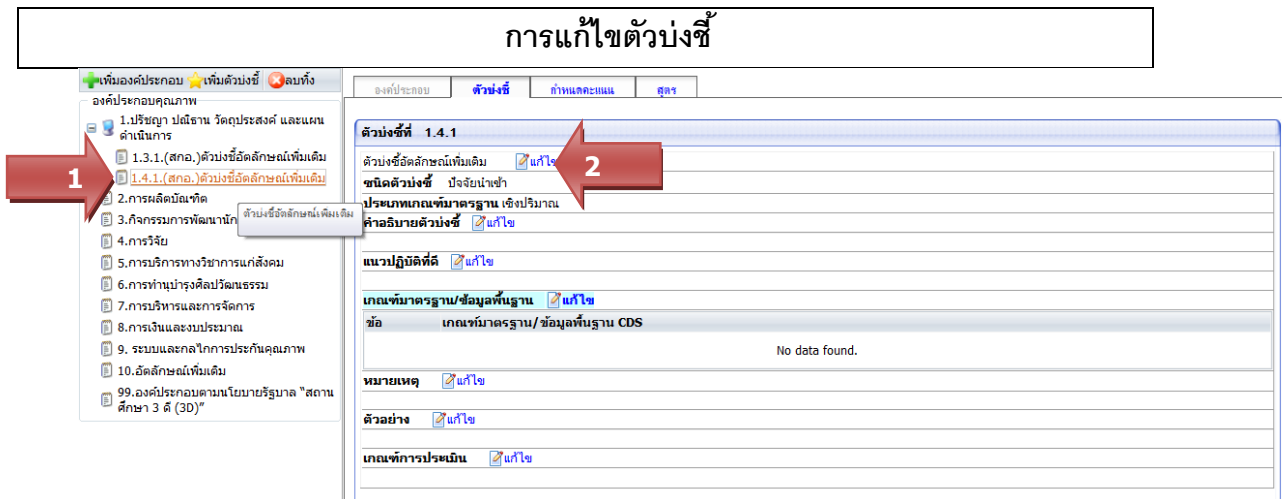 การแก้ไขตัวบ่งชี้
เพิ่มองค์ประกอบ เพิ่มตัวบ่งชี้ ลบทิ้ง
องค์ประกอบคุณภาพ
1.ปรัชญา ปณิธาน วัตถุประสงค์ และแผน
ดำเนินการ
1.3.1.(สกอ.)ตัวบ่งชี้อัตลักษณ์เพิ่มเติม
1
1.4.1.(สกอ.)ตัวบ่งชี้อัตลักษณ์เพิ่มเติม
2.การผลิตบัณฑิต
3.กิจกรรมการพัฒนานัก
ตัวบ่งชี้อัตลักษณ์เพิ่มเติม
4.การวิจัย
5.การบริการทางวิชาการแก่สังคม
6.การทำนุบำรุงศิลปวัฒนธรรม
7.การบริหารและการจัดการ
8.การเงินและงบประมาณ
9. ระบบและกลไกการประกันคุณภาพ
10.อัตลักษณ์เพิ่มเติม
99.องค์ประกอบตามนโยบายรัฐบาล "สถาน
ศึกษา 3 ดี (3D)"
องค์ประกอบ ตัวบ่งชี้ กำหนดคะแนน สูตร
ตัวบ่งชี้ที่ 1.4.1
ตัวบ่งชี้อัตลักษณ์เพิ่มเติม แก้ไข
2
ชนิดตัวบ่งชี้ ปัจจัยนำเข้า
ประเภทเกณฑ์มาตรฐาน เชิงปริมาณ
คำอธิบายตัวบ่งชี้ แก้ไข
แนวปฏิบัติที่ดี แก้ไข
เกณฑ์มาตรฐาน/ข้อมูลพื้นฐาน แก้ไข
ข้อ เกณฑ์มาตรฐาน/ข้อมูลพื้นฐาน CDS
No data found.
หมายเหตุ แก้ไข
ตัวอย่าง แก้ไข
เกณฑ์การประเมิน แก้ไข